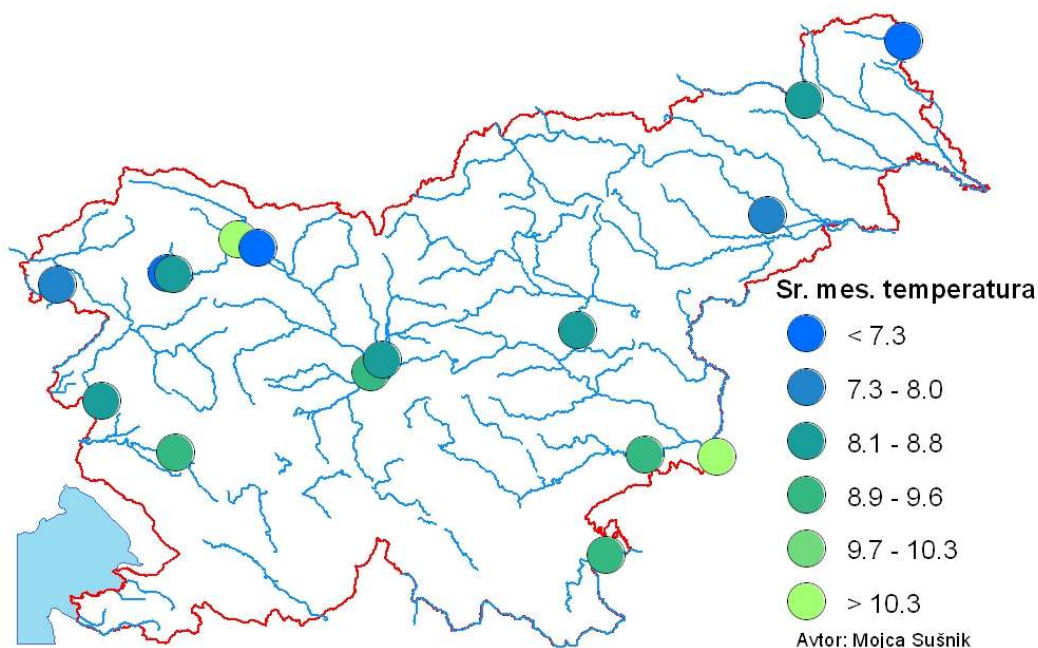 Sr. mes. temperatura
< 7.3
7.3 - 8.0
8.1 - 8.8
8.9 - 9.6
9.7 - 10.3
> 10.3
Avtor: Mojca Sušnik